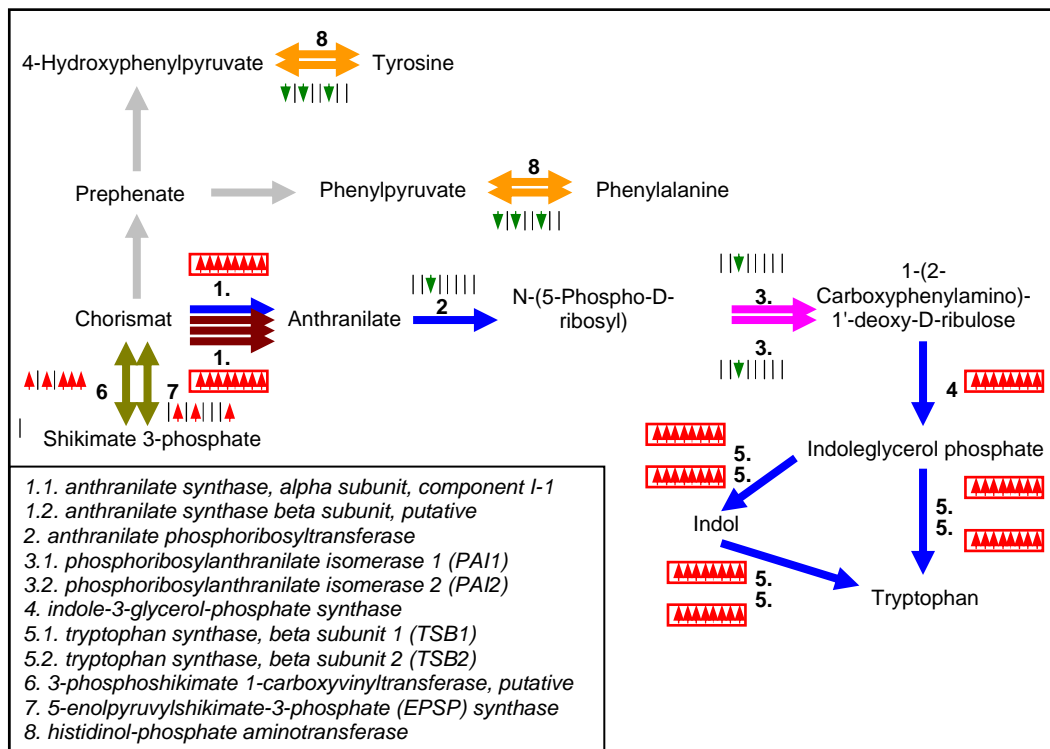 8
4-Hydroxyphenylpyruvate
Tyrosine
8
Prephenate
Phenylpyruvate
Phenylalanine
1.
Chorismat
Anthranilate
2
N-(5-Phospho-D-
ribosyl)
3.
1-(2-
Carboxyphenylamino)-
1'-deoxy-D-ribulose
1.
3.
6
7
4
Shikimate 3-phosphate
5.
5.
Indoleglycerol phosphate
5.
5.
Indol
5.
5.
Tryptophan
1.1. anthranilate synthase, alpha subunit, component I-1
1.2. anthranilate synthase beta subunit, putative
2. anthranilate phosphoribosyltransferase
3.1. phosphoribosylanthranilate isomerase 1 (PAI1)
3.2. phosphoribosylanthranilate isomerase 2 (PAI2)
4. indole-3-glycerol-phosphate synthase
5.1. tryptophan synthase, beta subunit 1 (TSB1)
5.2. tryptophan synthase, beta subunit 2 (TSB2)
6. 3-phosphoshikimate 1-carboxyvinyltransferase, putative
7. 5-enolpyruvylshikimate-3-phosphate (EPSP) synthase
8. histidinol-phosphate aminotransferase